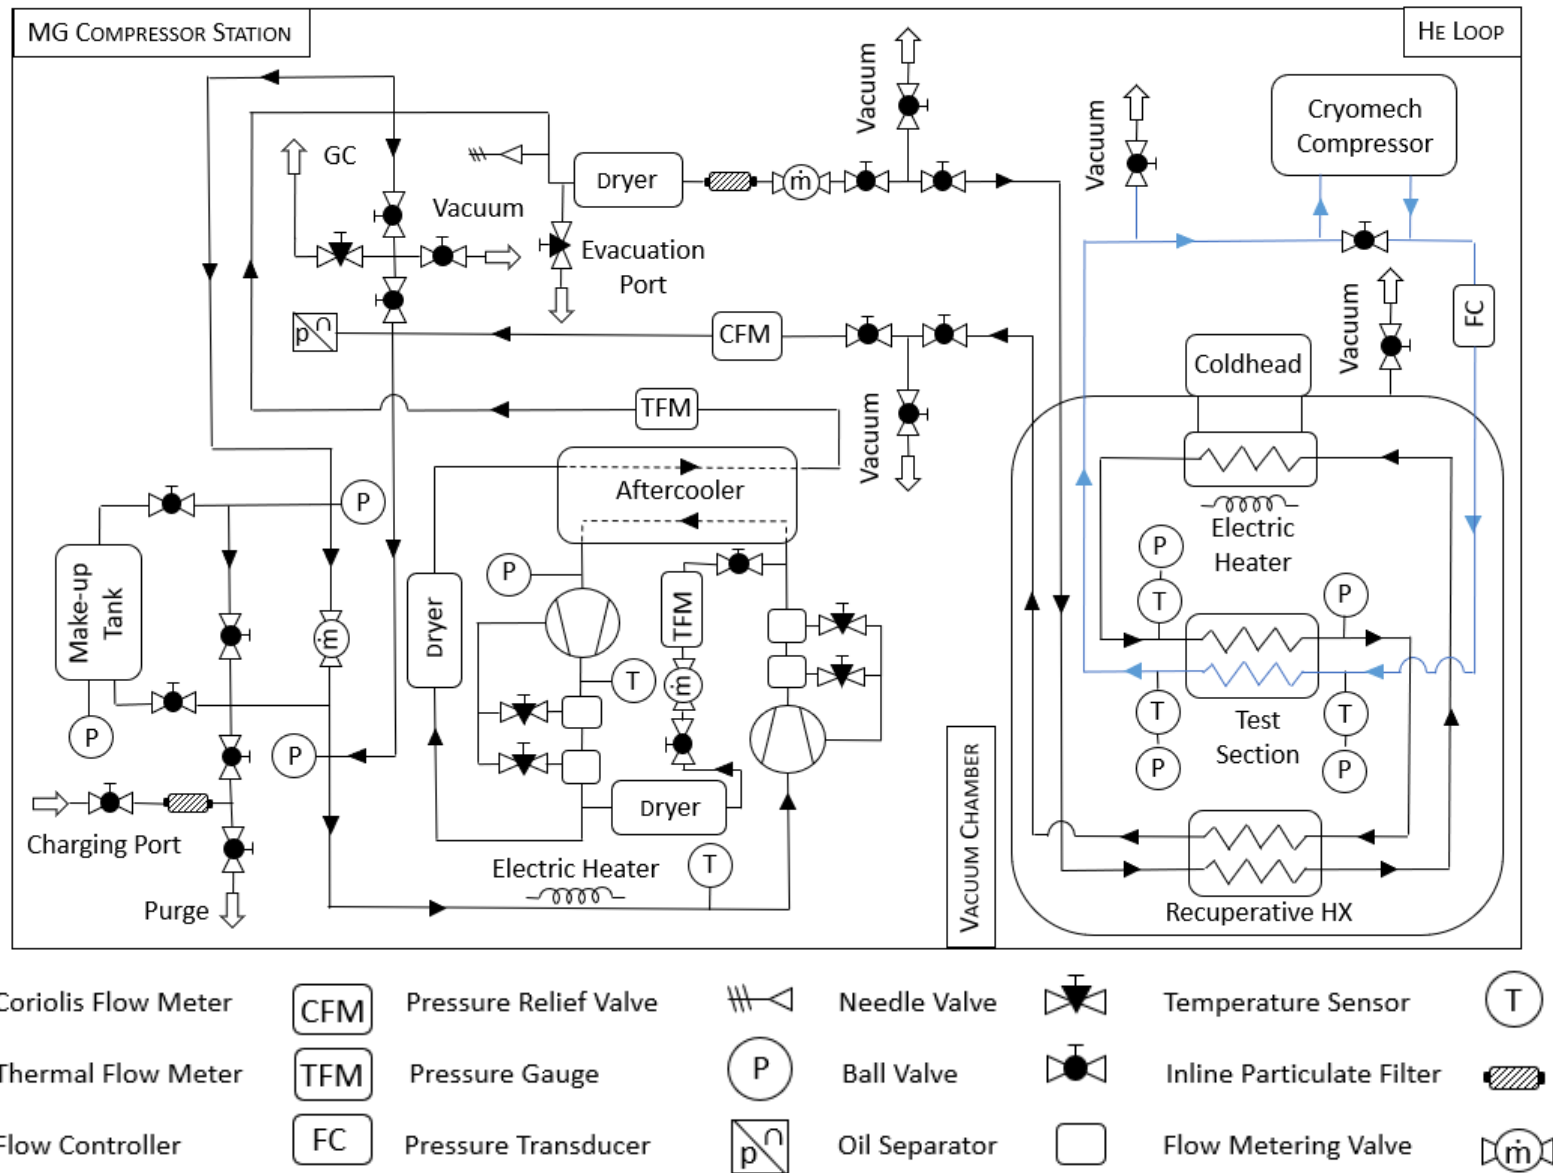 MG COMPRESSOR STATION
HE LOOP
Vacuum
Vacuum
Cryomech
Compressor
GC
Dryer
ṁ
Vacuum
Evacuation
Port
FC
p
CFM
Vacuum
Coldhead
TFM
Vacuum
Aftercooler
P
Electric
Heater
P
P
T
P
Make-up
Tank
Dryer
TFM
ṁ
T
ṁ
Test
Section
T
T
P
P
P
P
Dryer
Charging Port
Electric Heater
T
VACUUM CHAMBER
Recuperative HX
Purge
Coriolis Flow Meter
CFM
Pressure Relief Valve
Needle Valve
Temperature Sensor
T
Thermal Flow Meter
TFM
Pressure Gauge
P
Ball Valve
Inline Particulate Filter
Flow Controller
FC
Pressure Transducer
p
Oil Separator
Flow Metering Valve
ṁ